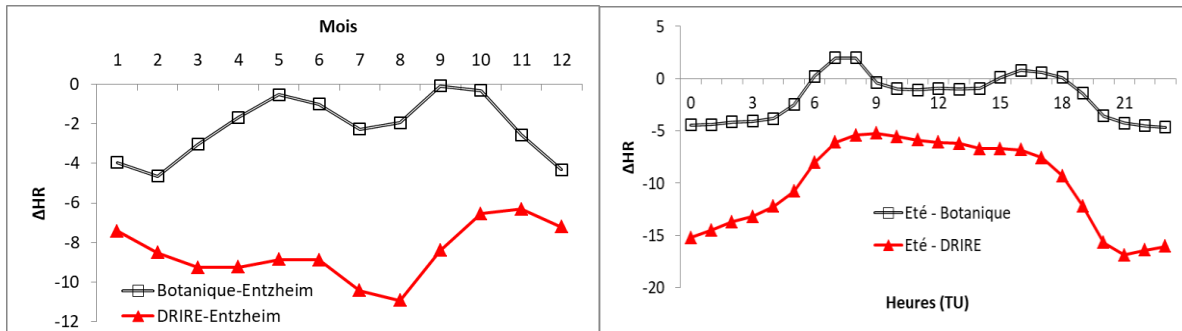 Mois
1 2 3 4 5 6 7 8 9 10 11 12
0
-2
-4
-6
-8
-10
-12
ΔHR
Botanique-Entzheim
DRIRE-Entzheim
5
0
-5
-10
-15
-20
ΔHR
0 3 6 9 12 15 18 21
Eté - Botanique
Eté - DRIRE
Heures (TU)